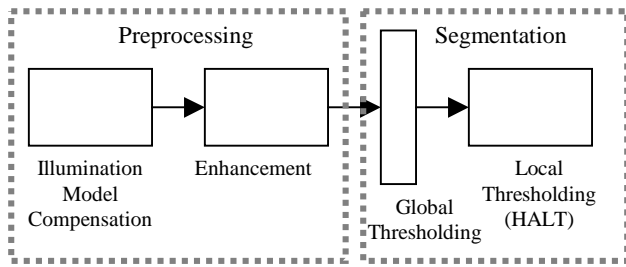 Preprocessing
Illumination
Model
Compensation
Enhancement
Segmentation
Global
Thresholding
Local
Thresholding
(HALT)